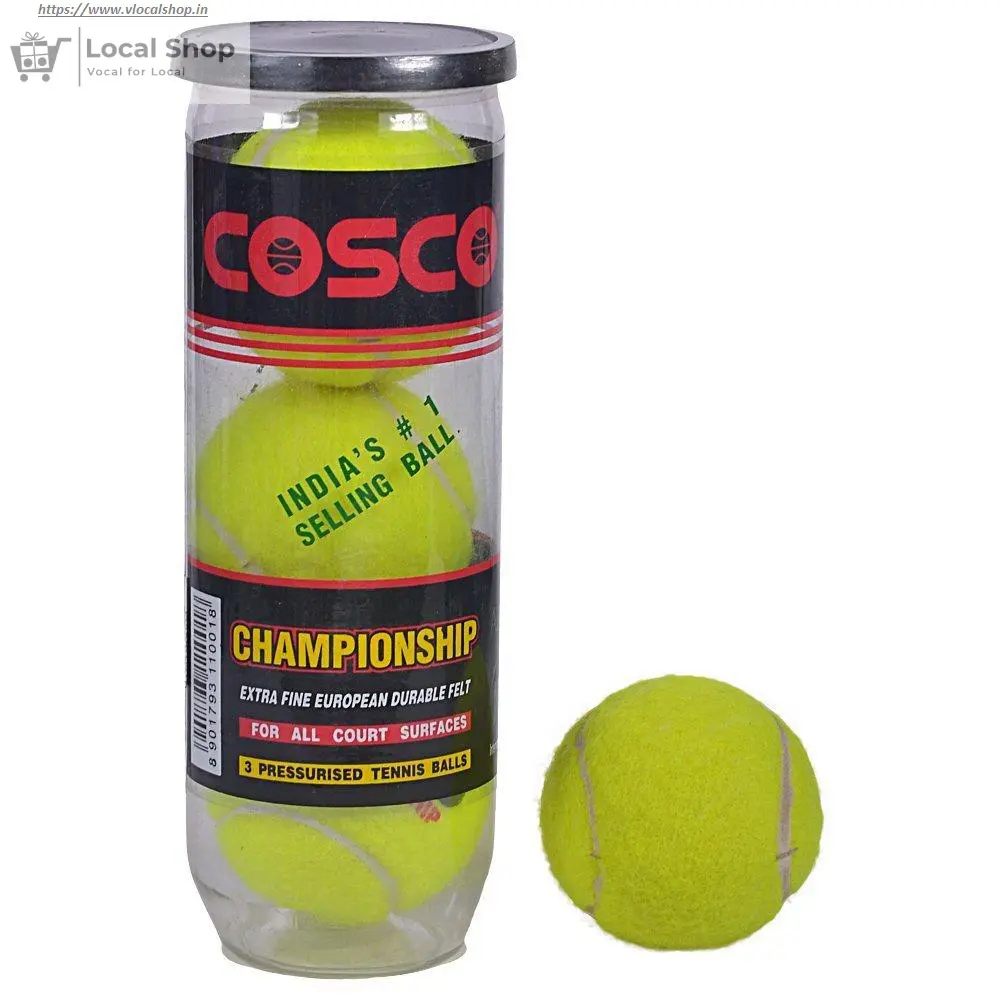 https://www.vlocalshop.in
Local Shop
Vocal for Local
COSCO
INDIA'S # 1
SELLING BALL
CHAMPIONSHIP
EXTRA FINE EUROPEAN DURABLE FELT
FOR ALL COURT SURFACES
3 PRESSURISED TENNIS BALLS
8 901793 110018